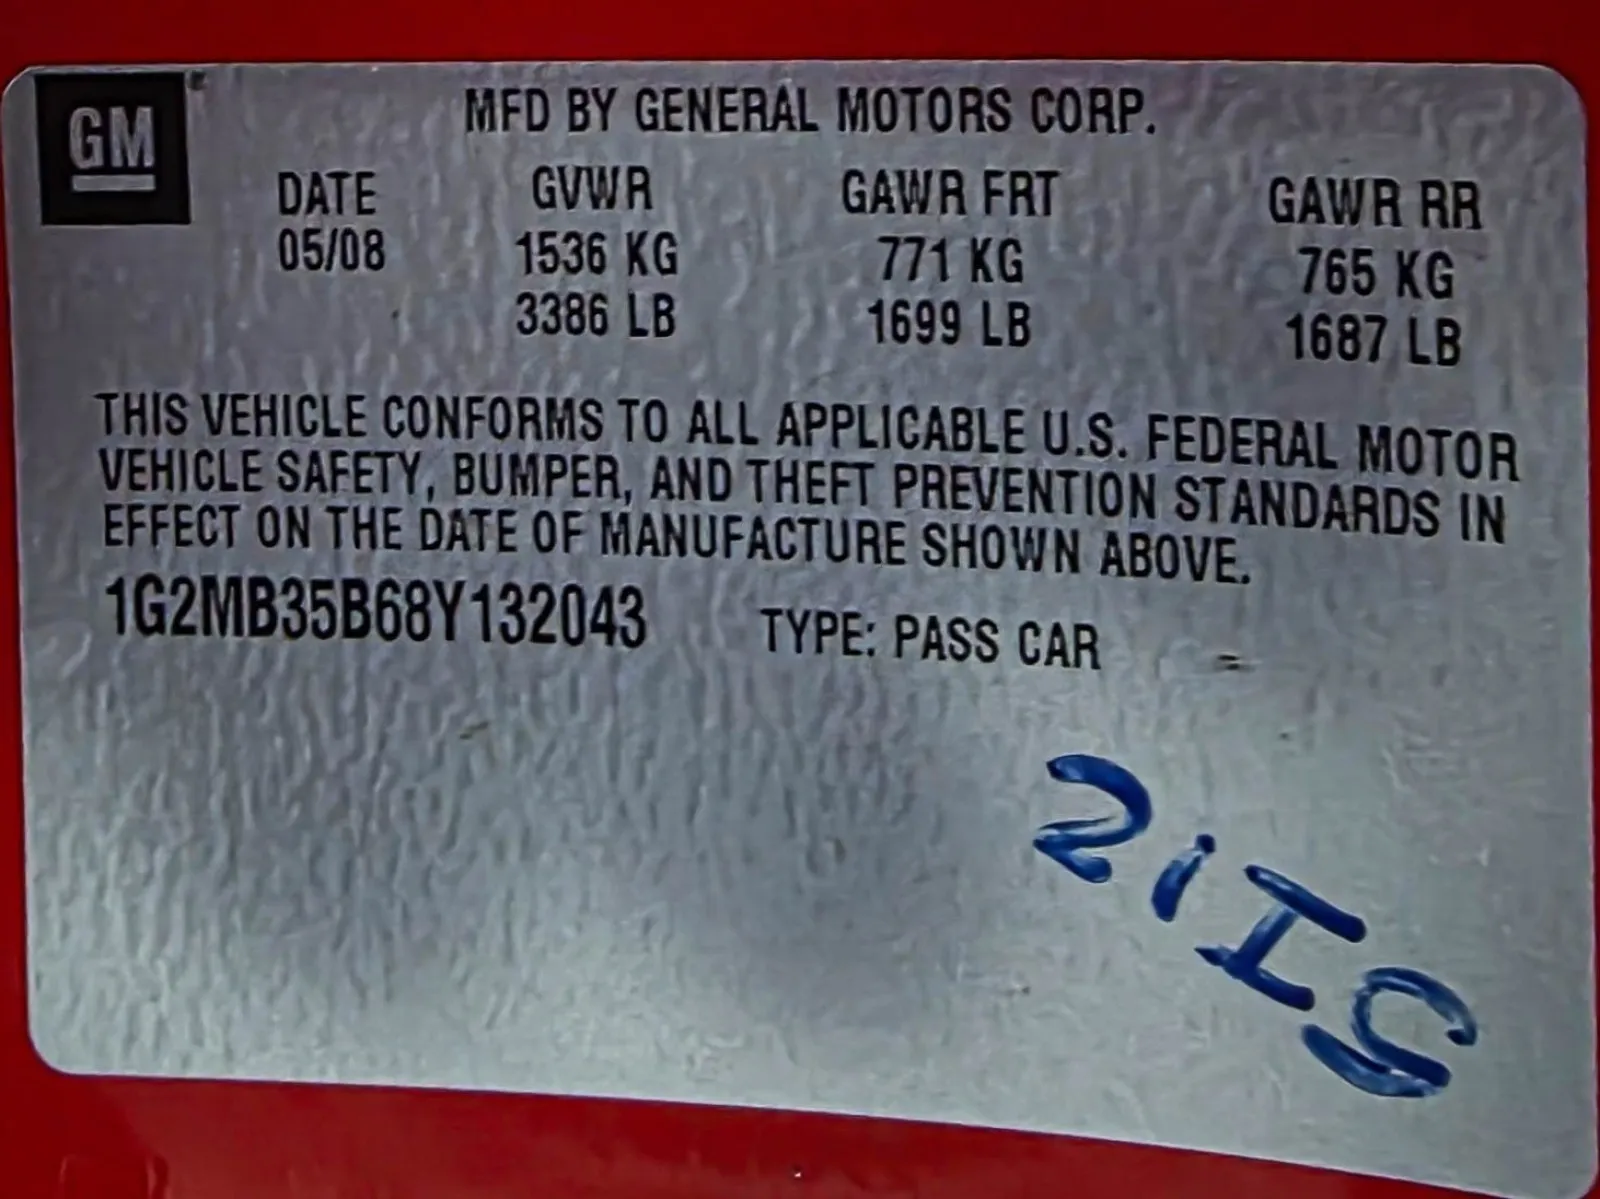 GM
MFD BY GENERAL MOTORS CORP.
DATE GVWR GAWR FRT GAWR RR
05/08 1536 KG 771 KG 765 KG
3386 LB 1699 LB 1687 LB
THIS VEHICLE CONFORMS TO ALL APPLICABLE U.S. FEDERAL MOTOR
VEHICLE SAFETY, BUMPER, AND THEFT PREVENTION STANDARDS IN
EFFECT ON THE DATE OF MANUFACTURE SHOWN ABOVE.
1G2MB35B68Y132043 TYPE: PASS CAR
21IS